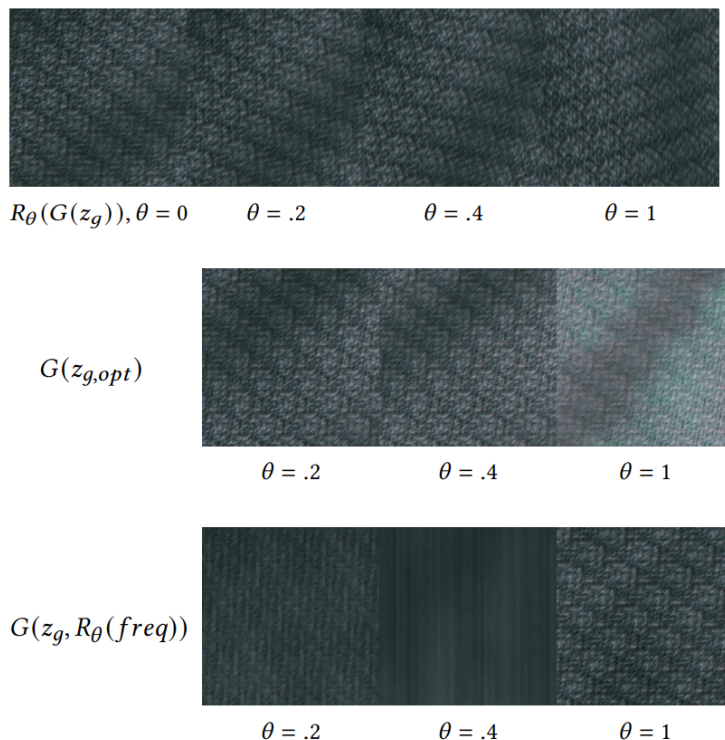 R_θ(G(z_g)), θ = 0 θ = .2 θ = .4 θ = 1
G(z_{g,opt})
θ = .2 θ = .4 θ = 1
G(z_g, R_θ(freq))
θ = .2 θ = .4 θ = 1